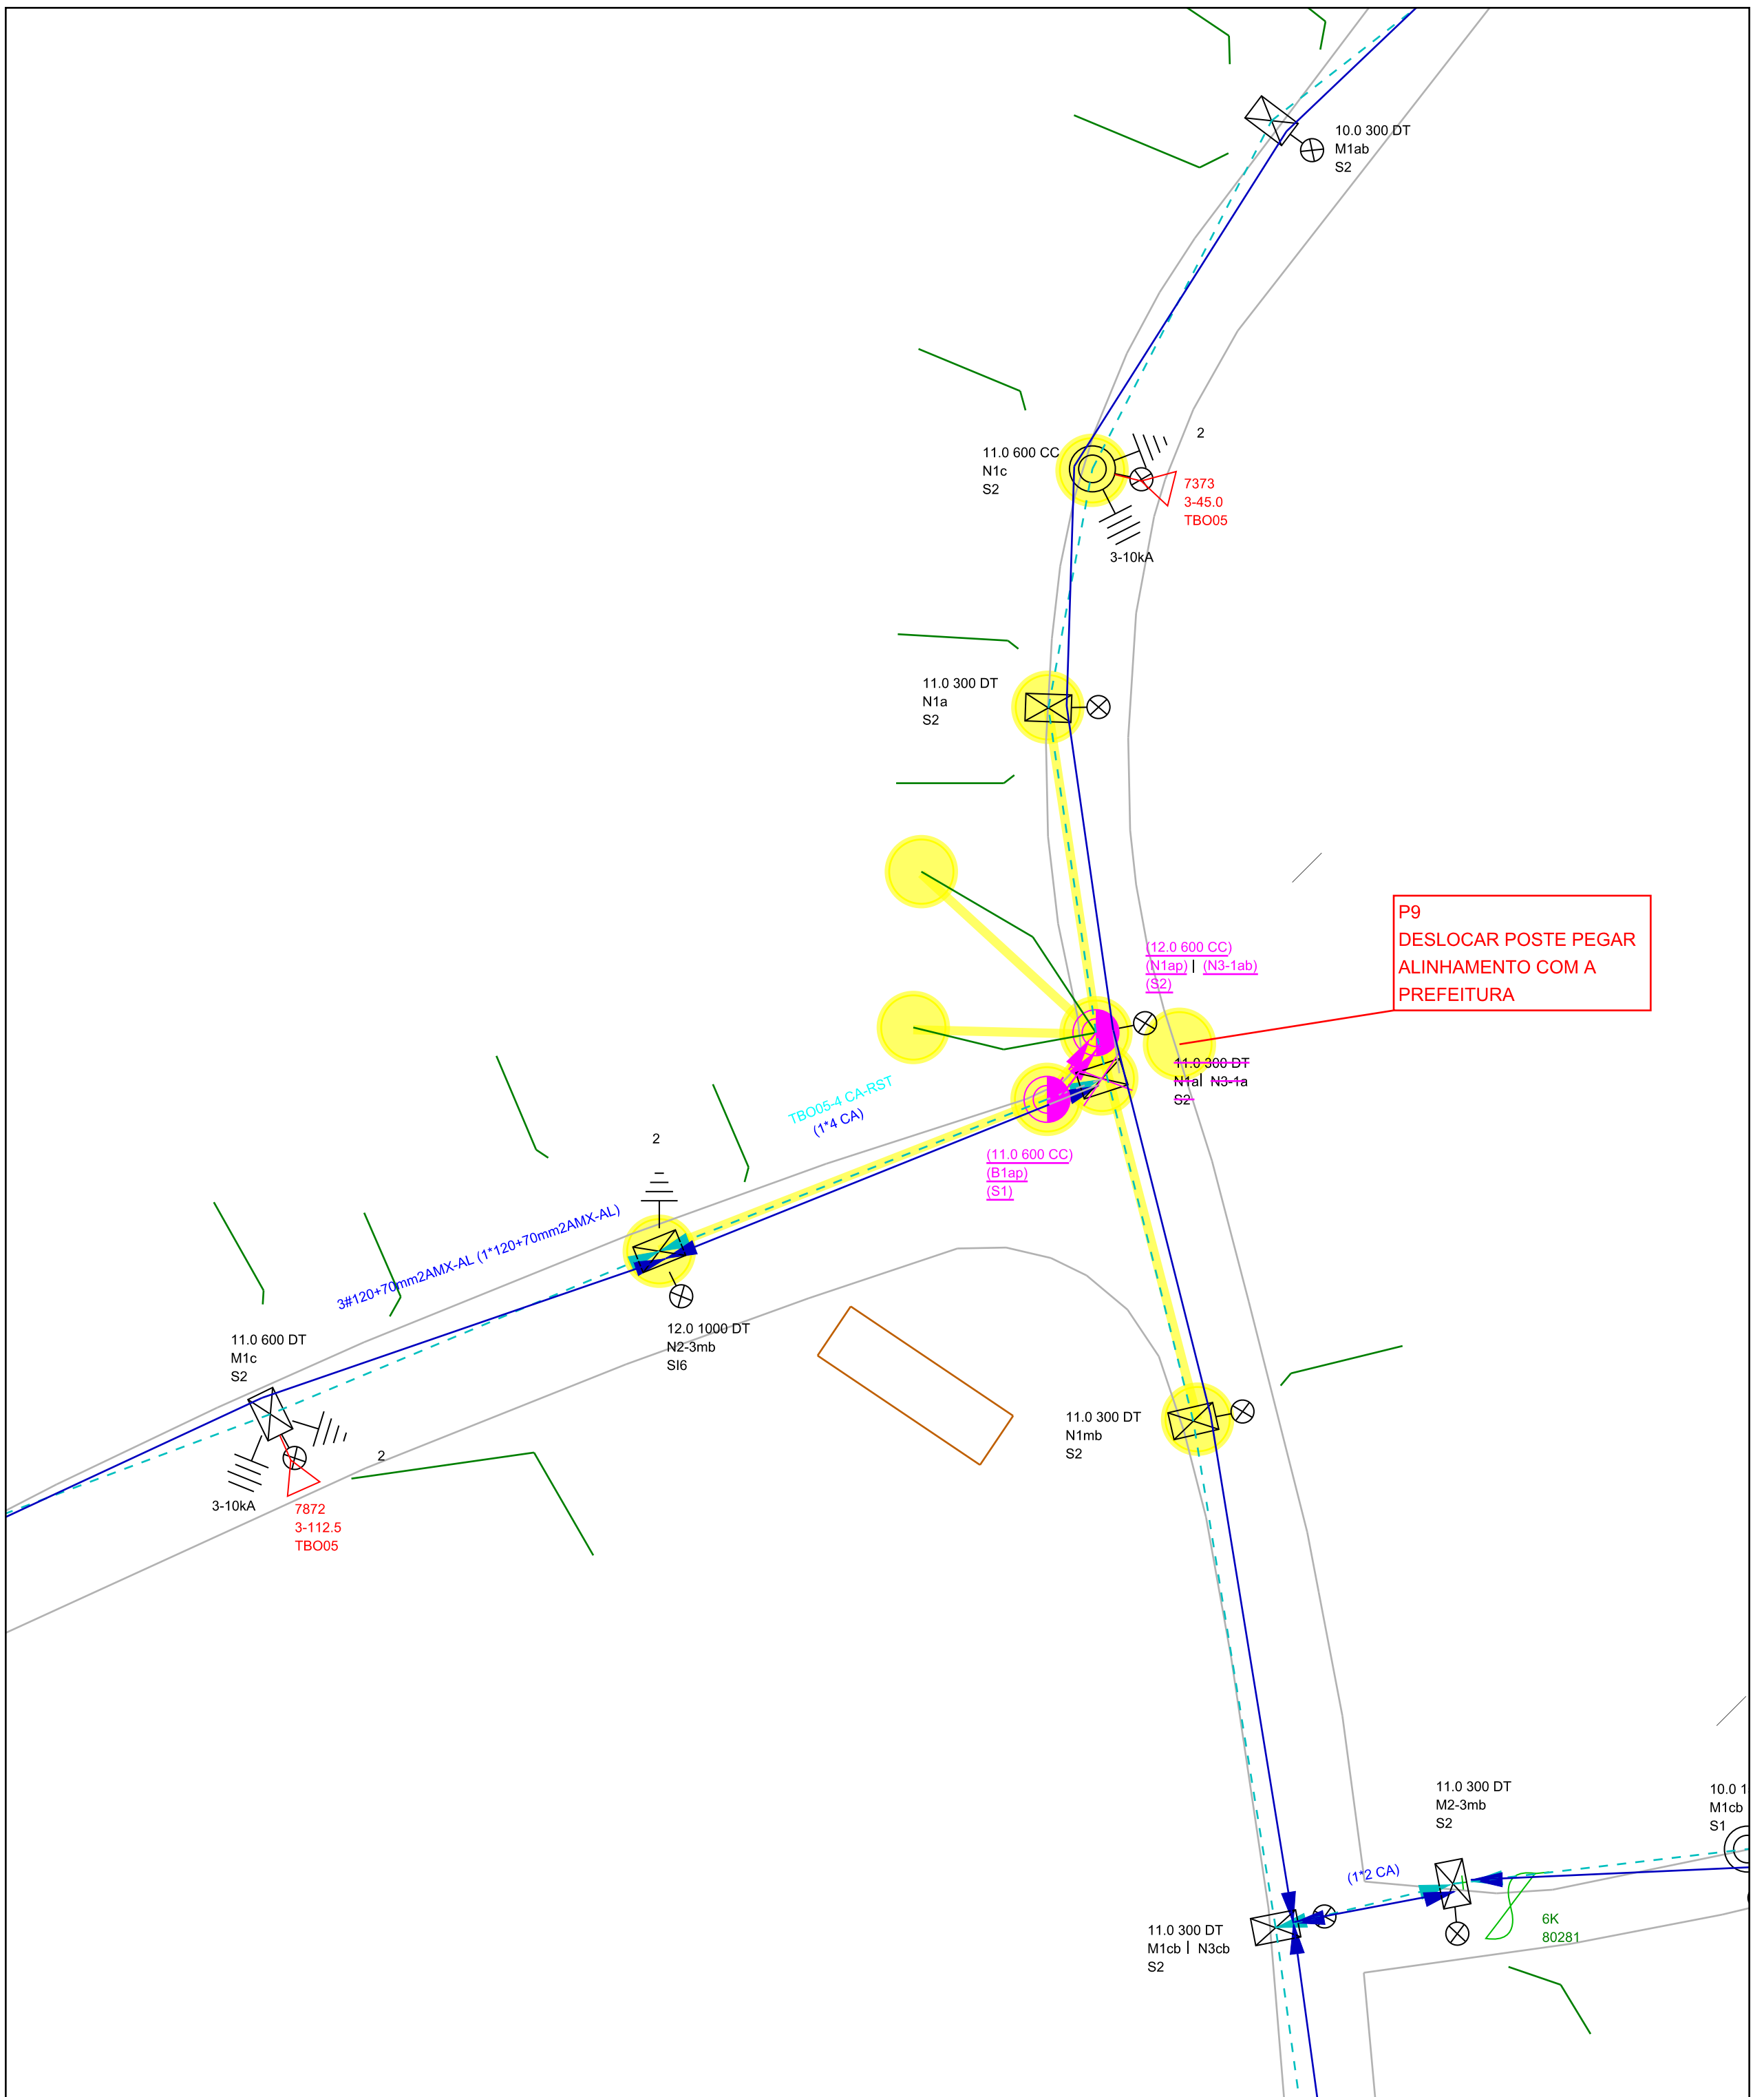 10.0 300 DT
M1ab
S2
2
11.0 600 CC
N1c
S2
7373
3-45.0
TBO05
3-10kA
11.0 300 DT
N1a
S2
P9
DESLOCAR POSTE PEGAR
ALINHAMENTO COM A
PREFEITURA
(12.0 600 CC)
(N1ap) | (N3-1ab)
(S2)
11.0 300 DT
N1a| N3-1a
S2
TBO05-4 CA-RST
(1*4 CA)
2
(11.0 600 CC)
(B1ap)
(S1)
3#120+70mm2AMX-AL (1*120+70mm2AMX-AL)
12.0 1000 DT
N2-3mb
SI6
11.0 600 DT
M1c
S2
11.0 300 DT
N1mb
S2
2
3-10kA
7872
3-112.5
TBO05
11.0 300 DT
M2-3mb
S2
10.0 1
M1cb
S1
(1*2 CA)
6K
80281
11.0 300 DT
M1cb | N3cb
S2